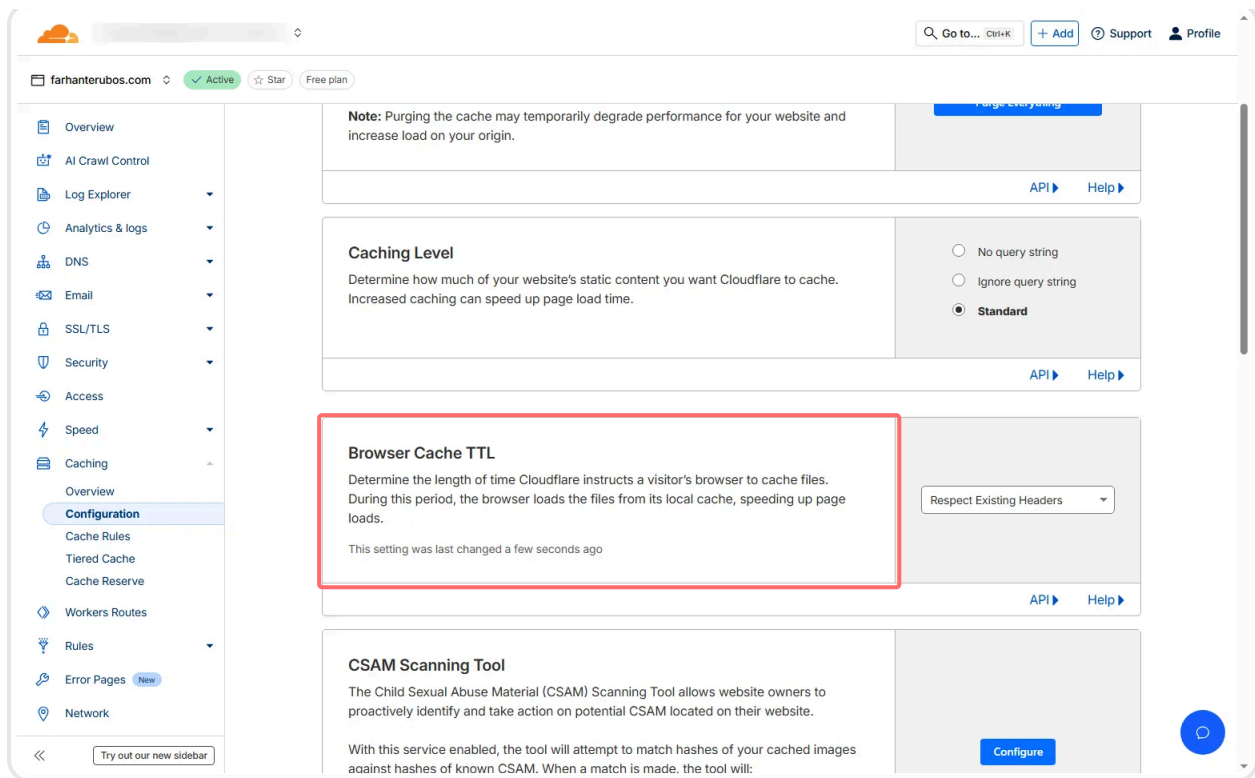 Go to... Ctrl+K
+ Add
Support
Profile
farhanterubos.com
Active
Star
Free plan
Overview
AI Crawl Control
Log Explorer
Analytics & logs
DNS
Email
SSL/TLS
Security
Access
Speed
Caching
Overview
Configuration
Cache Rules
Tiered Cache
Cache Reserve
Workers Routes
Rules
Error Pages New
Network
Try out our new sidebar
Note: Purging the cache may temporarily degrade performance for your website and
increase load on your origin.
Purge Everything
API
Help
Caching Level
Determine how much of your website's static content you want Cloudflare to cache.
Increased caching can speed up page load time.
No query string
Ignore query string
Standard
API
Help
Browser Cache TTL
Determine the length of time Cloudflare instructs a visitor's browser to cache files.
During this period, the browser loads the files from its local cache, speeding up page
loads.
This setting was last changed a few seconds ago
Respect Existing Headers
API
Help
CSAM Scanning Tool
The Child Sexual Abuse Material (CSAM) Scanning Tool allows website owners to
proactively identify and take action on potential CSAM located on their website.
With this service enabled, the tool will attempt to match hashes of your cached images
against hashes of known CSAM. When a match is made, the tool will:
Configure